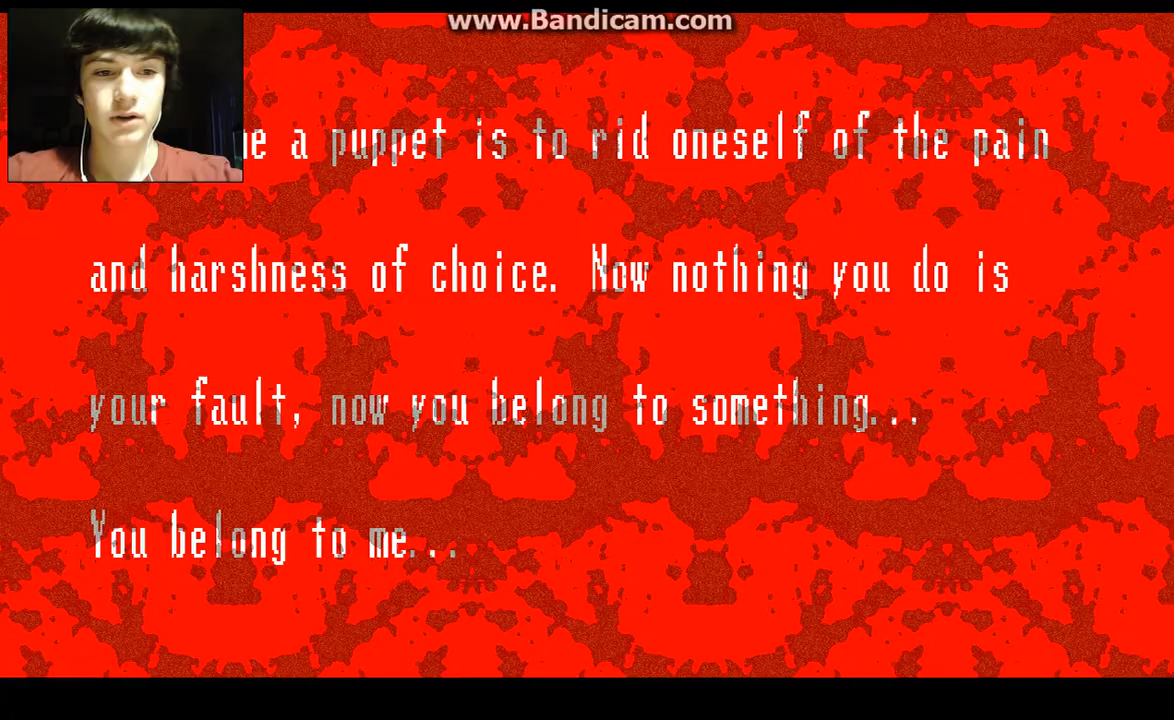 www.Bandicam.com
a puppet is to rid oneself of the pain
and harshness of choice. Now nothing you do is
your fault, now you belong to something...
You belong to me...